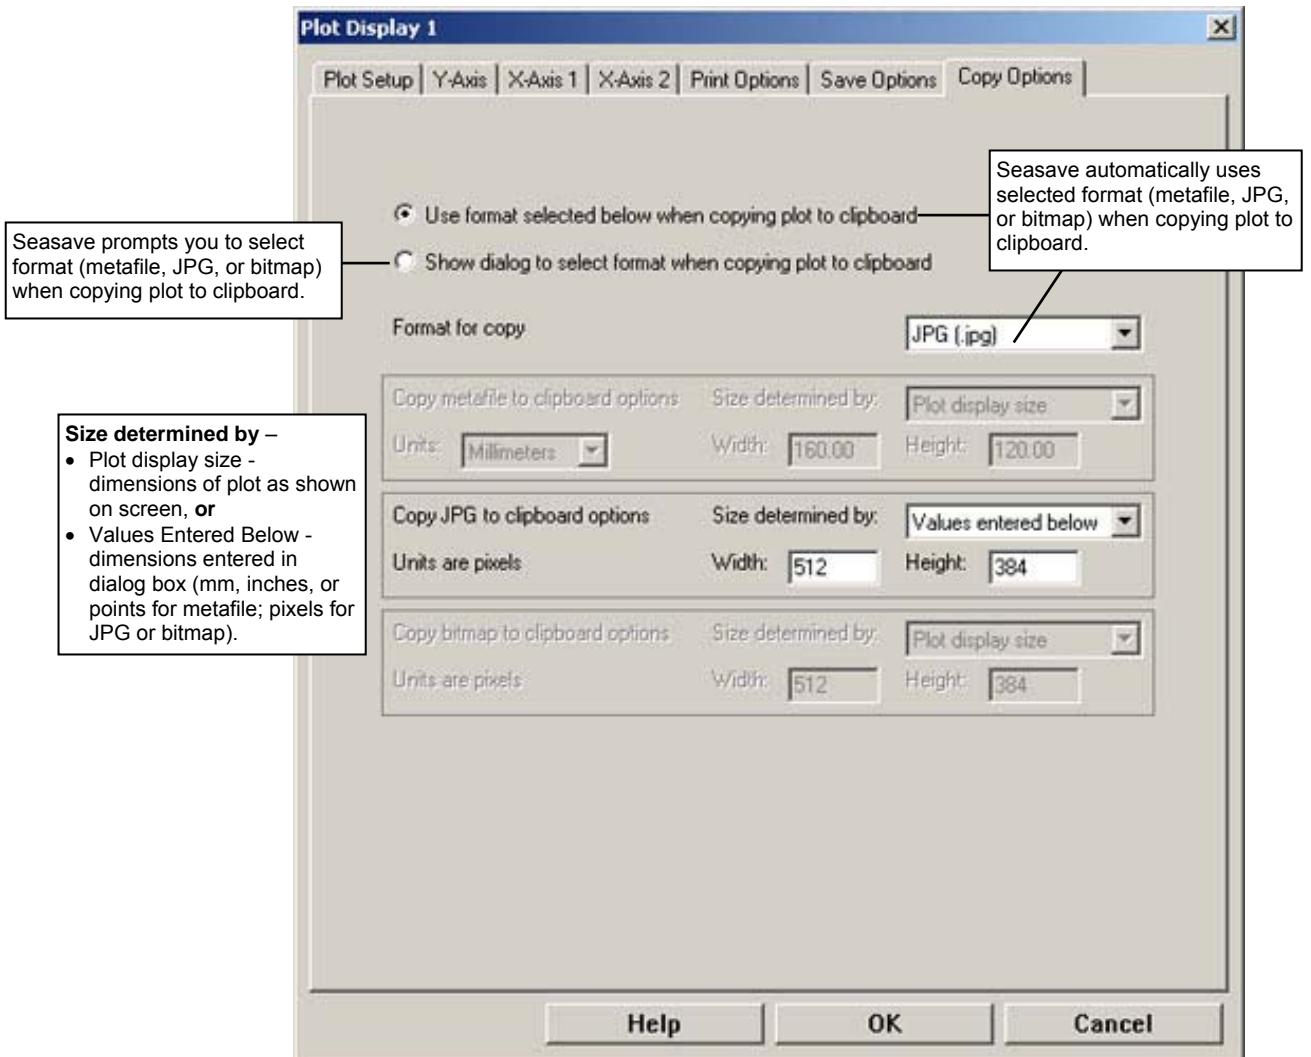 Plot Display 1
Plot Setup Y-Axis X-Axis 1 X-Axis 2 Print Options Save Options Copy Options
Seasave automatically uses
selected format (metafile, JPG,
or bitmap) when copying plot to
clipboard.
Use format selected below when copying plot to clipboard
Seasave prompts you to select
format (metafile, JPG, or bitmap)
when copying plot to clipboard.
Show dialog to select format when copying plot to clipboard
Format for copy JPG (.jpg)
Copy metafile to clipboard options Size determined by: Plot display size
Units: Millimeters Width: 160.00 Height: 120.00
Size determined by –
• Plot display size -
dimensions of plot as shown
on screen, or
• Values Entered Below -
dimensions entered in
dialog box (mm, inches, or
points for metafile; pixels for
JPG or bitmap).
Copy JPG to clipboard options Size determined by: Values entered below
Units are pixels Width: 512 Height: 384
Copy bitmap to clipboard options Size determined by: Plot display size
Units are pixels Width: 512 Height: 384
Help OK Cancel